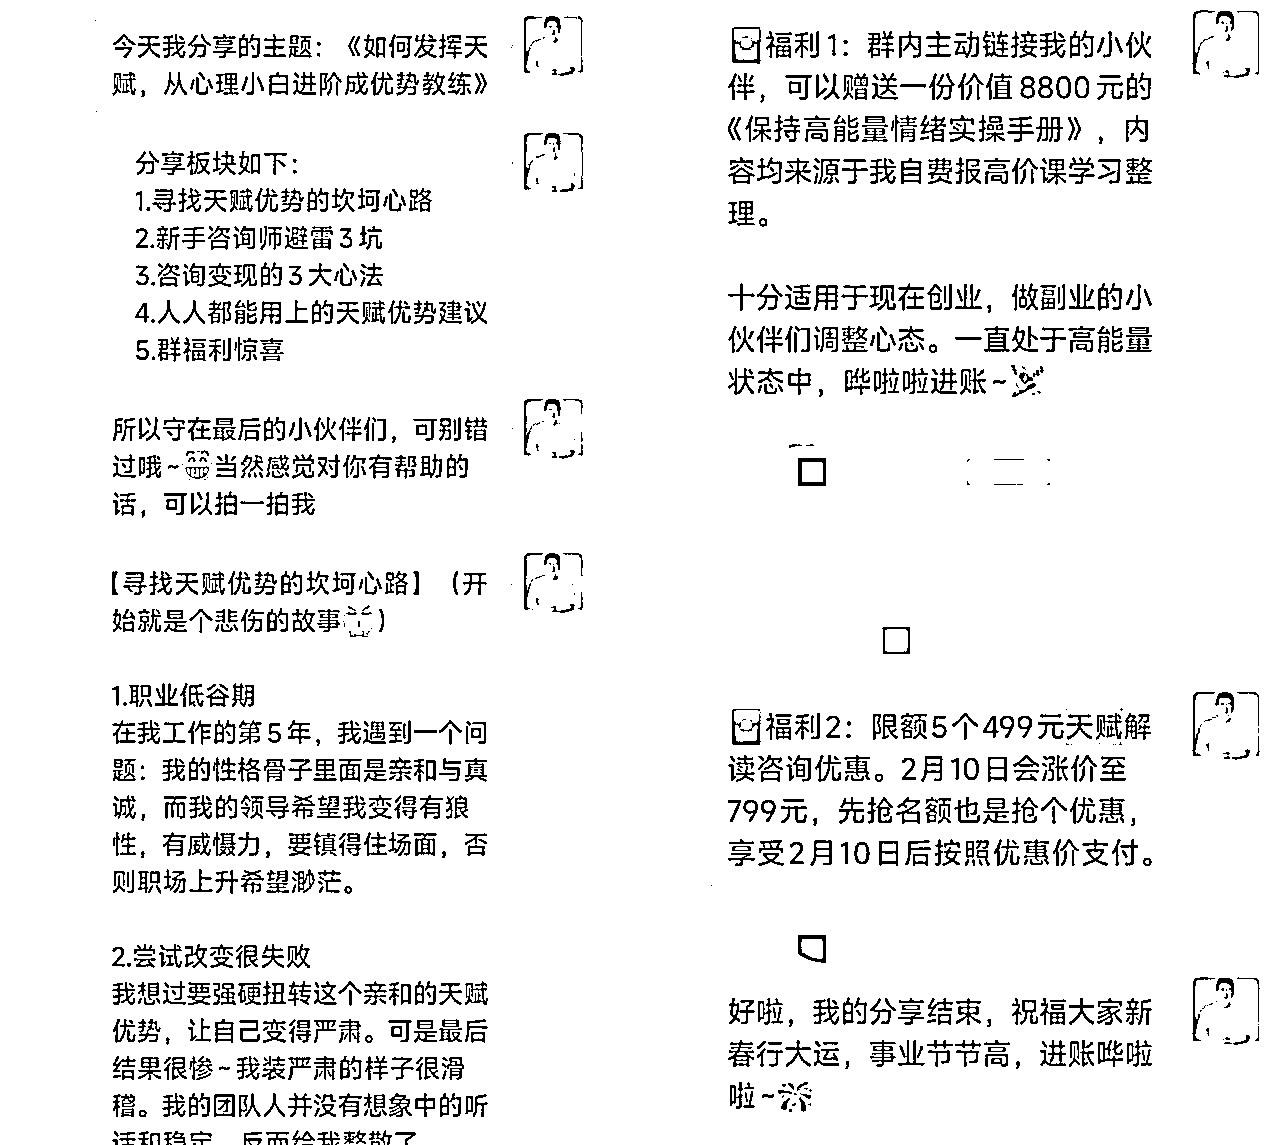 今天我分享的主题：《如何发挥天
赋，从心理小白进阶成优势教练》
分享板块如下：
1.寻找天赋优势的坎坷心路
2.新手咨询师避雷3坑
3.咨询变现的3大心法
4.人人都能用上的天赋优势建议
5.群福利惊喜
所以守在最后的小伙伴们，可别错
过哦~😁当然感觉对你有帮助的
话，可以拍一拍我
【寻找天赋优势的坎坷心路】（开
始就是个悲伤的故事）
1.职业低谷期
在我工作的第5年，我遇到一个问
题：我的性格骨子里面是亲和与真
诚，而我的领导希望我变得有狼
性，有威慑力，要镇得住场面，否
则职场上升希望渺茫。
2.尝试改变很失败
我想过要强硬扭转这个亲和的天赋
优势，让自己变得严肃。可是最后
结果很惨~我装严肃的样子很滑
稽。我的团队人并没有想象中的听
话和稳定，反而给我整散了
福利1：群内主动链接我的小伙
伴，可以赠送一份价值8800元的
《保持高能量情绪实操手册》，内
容均来源于我自费报高价课学习整
理。
十分适用于现在创业，做副业的小
伙伴们调整心态。一直处于高能量
状态中，哗啦啦进账~🎉
福利2：限额5个499元天赋解
读咨询优惠。2月10日会涨价至
799元，先抢名额也是抢个优惠，
享受2月10日后按照优惠价支付。
好啦，我的分享结束，祝福大家新
春行大运，事业节节高，进账哗啦
啦~🎆